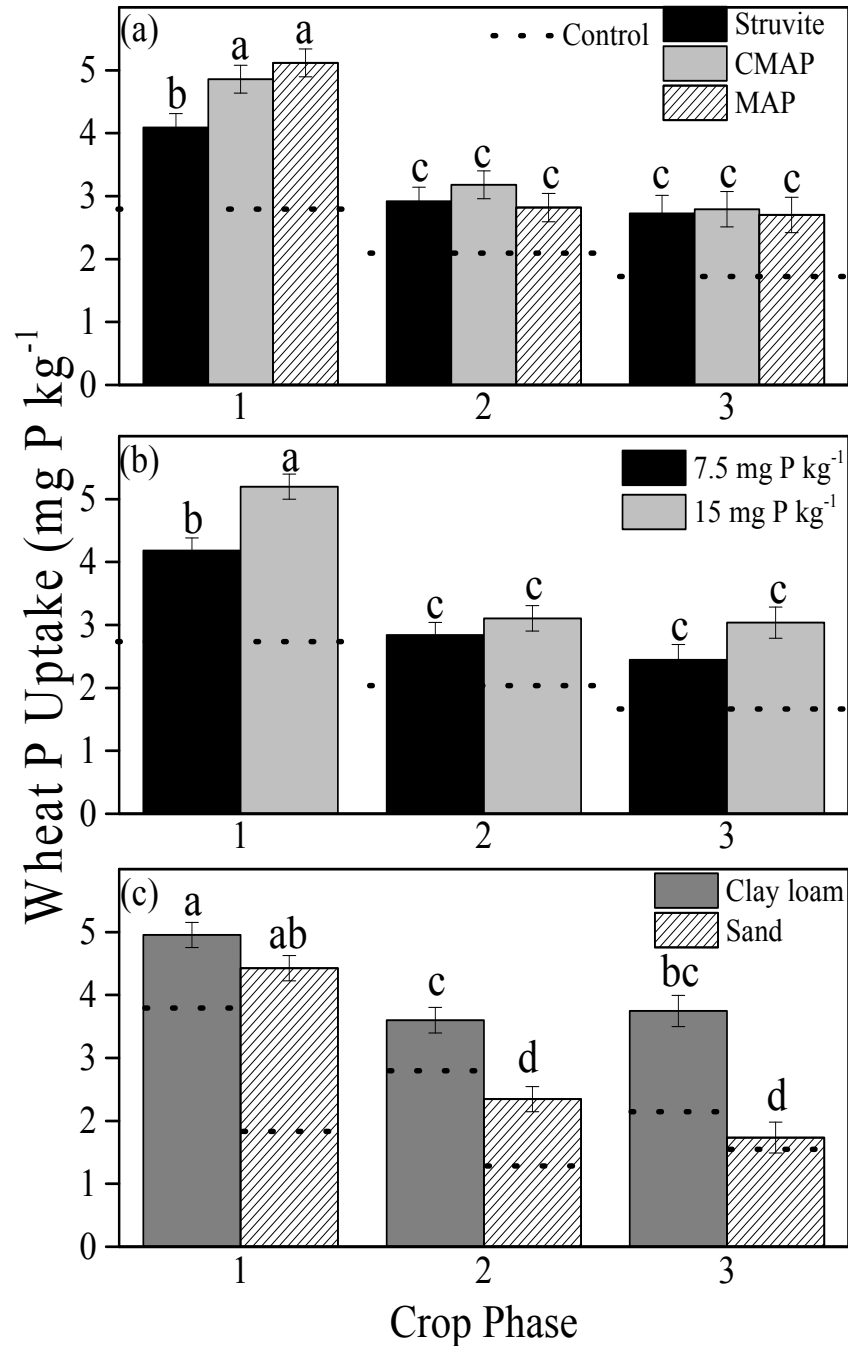 Wheat P Uptake (mg P kg⁻¹
(a)
Control
Struvite
CMAP
MAP
b
a
a
c
c
c
c
c
c
5
4
3
2
1
0
1
2
3
(b)
7.5 mg P kg⁻¹
15 mg P kg⁻¹
b
a
c
c
c
c
5
4
3
2
1
0
1
2
3
(c)
Clay loam
Sand
a
ab
c
d
bc
d
5
4
3
2
1
0
1
2
3
Crop Phase